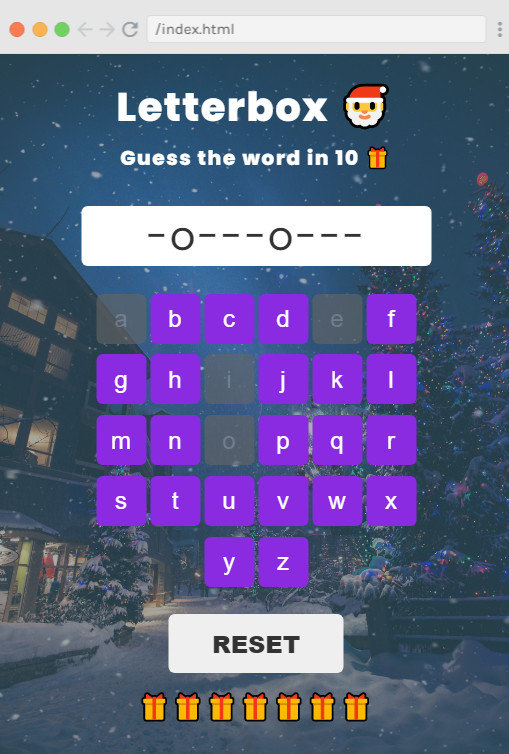 /index.html
Letterbox 🎅
Guess the word in 10 🎁
-o---o---
a b c d e f
g h i j k l
m n o p q r
s t u v w x
y z
RESET